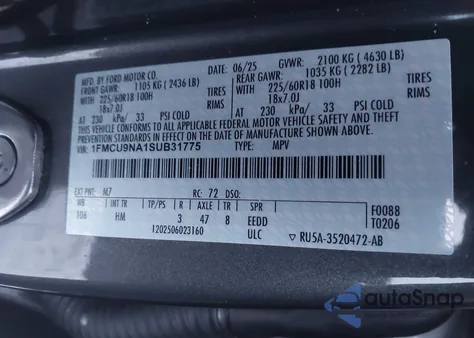 MFD. BY FORD MOTOR CO.
06/25 GVWR: 2100 KG ( 4630 LB)
FRONT GAWR: 1105 KG ( 2436 LB) REAR GAWR: 1035 KG ( 2282 LB)
WITH 225/60R18 100H TIRES WITH 225/60R18 100H TIRES
18x7.0J RIMS 18x7.0J RIMS
AT 230 kPa/ 33 PSI COLD AT 230 kPa/ 33 PSI COLD
THIS VEHICLE CONFORMS TO ALL APPLICABLE FEDERAL MOTOR VEHICLE SAFETY AND THEFT PREVENTION STANDARDS IN EFFECT ON THE
DATE OF MANUFACTURE SHOWN ABOVE.
VIN: 1FMCU9NA1SUB31775 TYPE: MPV
EXT PNT: M7 RC: 72 DSO:
WB INT TR TP/PS R AXLE TR SPR F0088
106 HM 3 47 8 EEDD T0206
1202506023160 ULC RU5A-3520472-AB
autoSnap